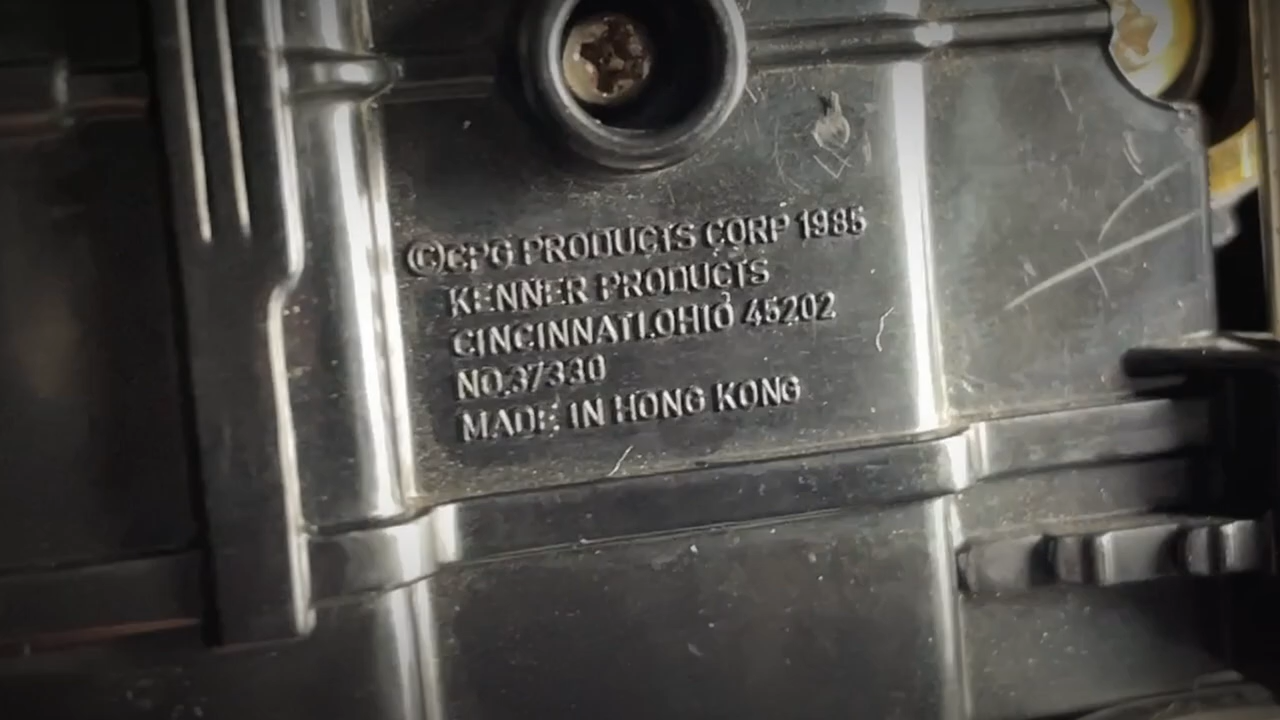 ©CPG PRODUCTS CORP 1985
KENNER PRODUCTS
CINCINNATI.OHIO 45202
NO.37330
MADE IN HONG KONG